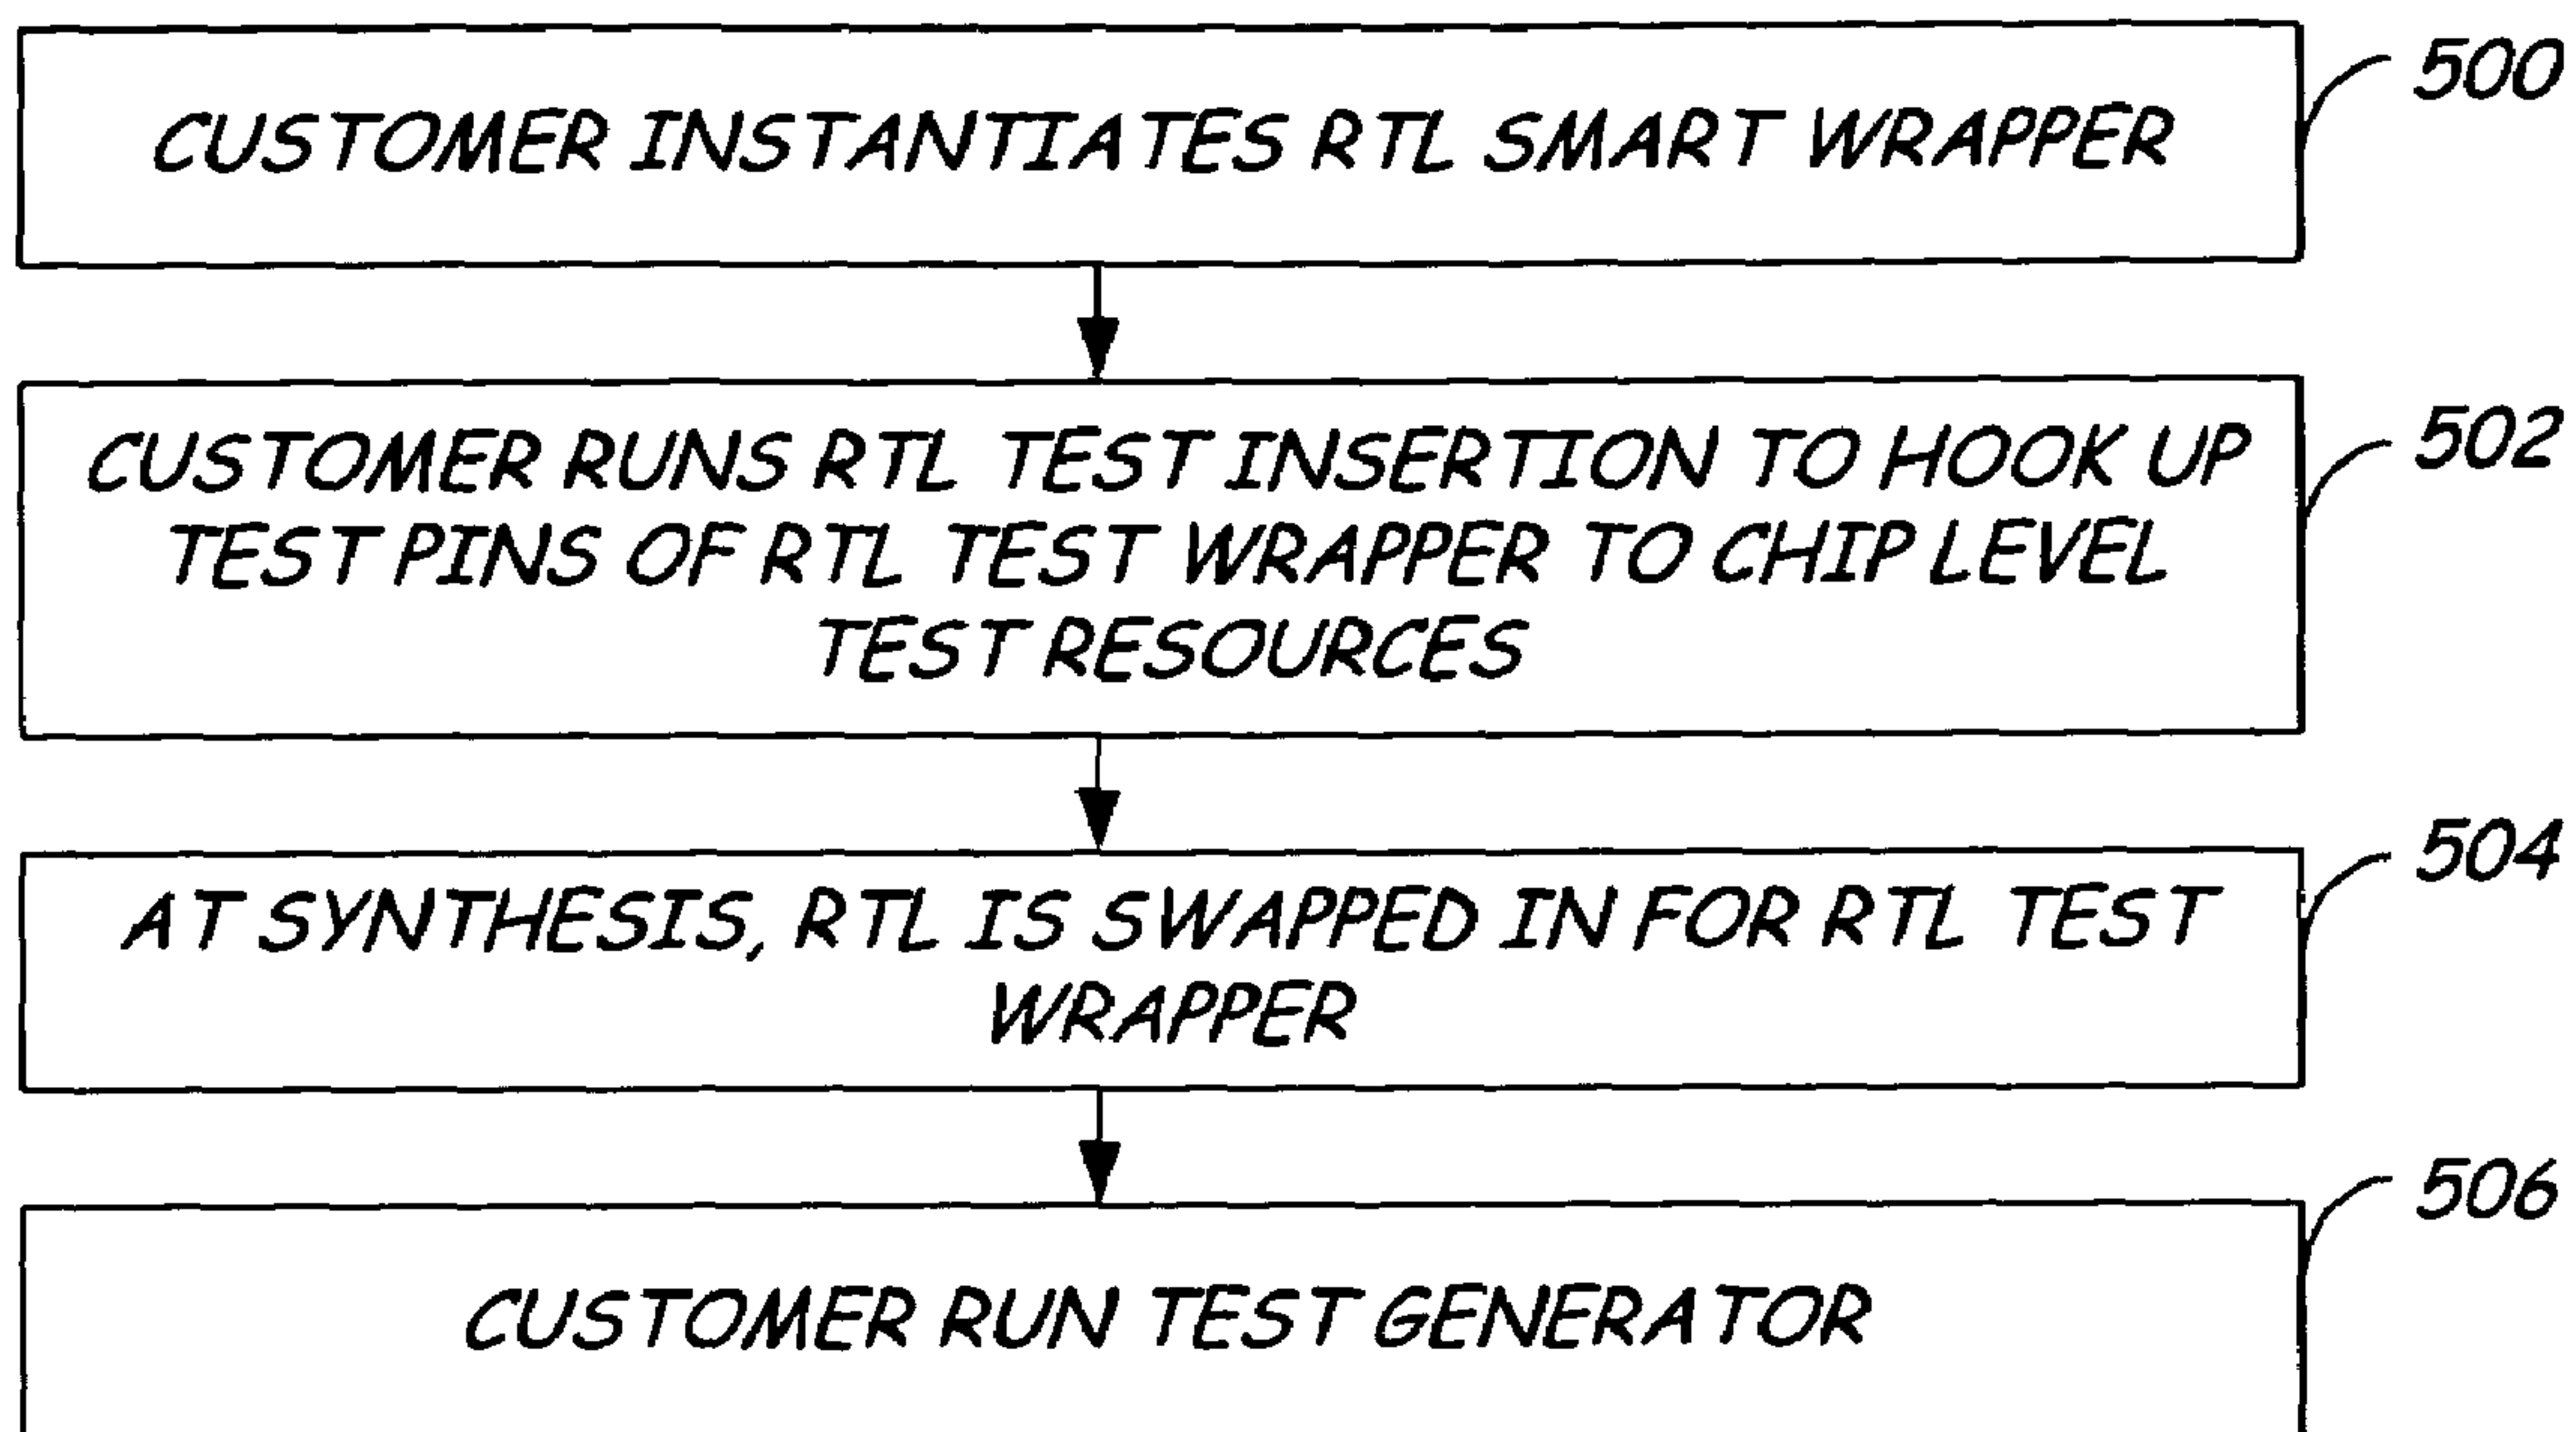 500
CUSTOMER INSTANTIATES RTL SMART WRAPPER
502
CUSTOMER RUNS RTL TEST INSERTION TO HOOK UP
TEST PINS OF RTL TEST WRAPPER TO CHIP LEVEL
TEST RESOURCES
504
AT SYNTHESIS, RTL IS SWAPPED IN FOR RTL TEST
WRAPPER
506
CUSTOMER RUN TEST GENERATOR